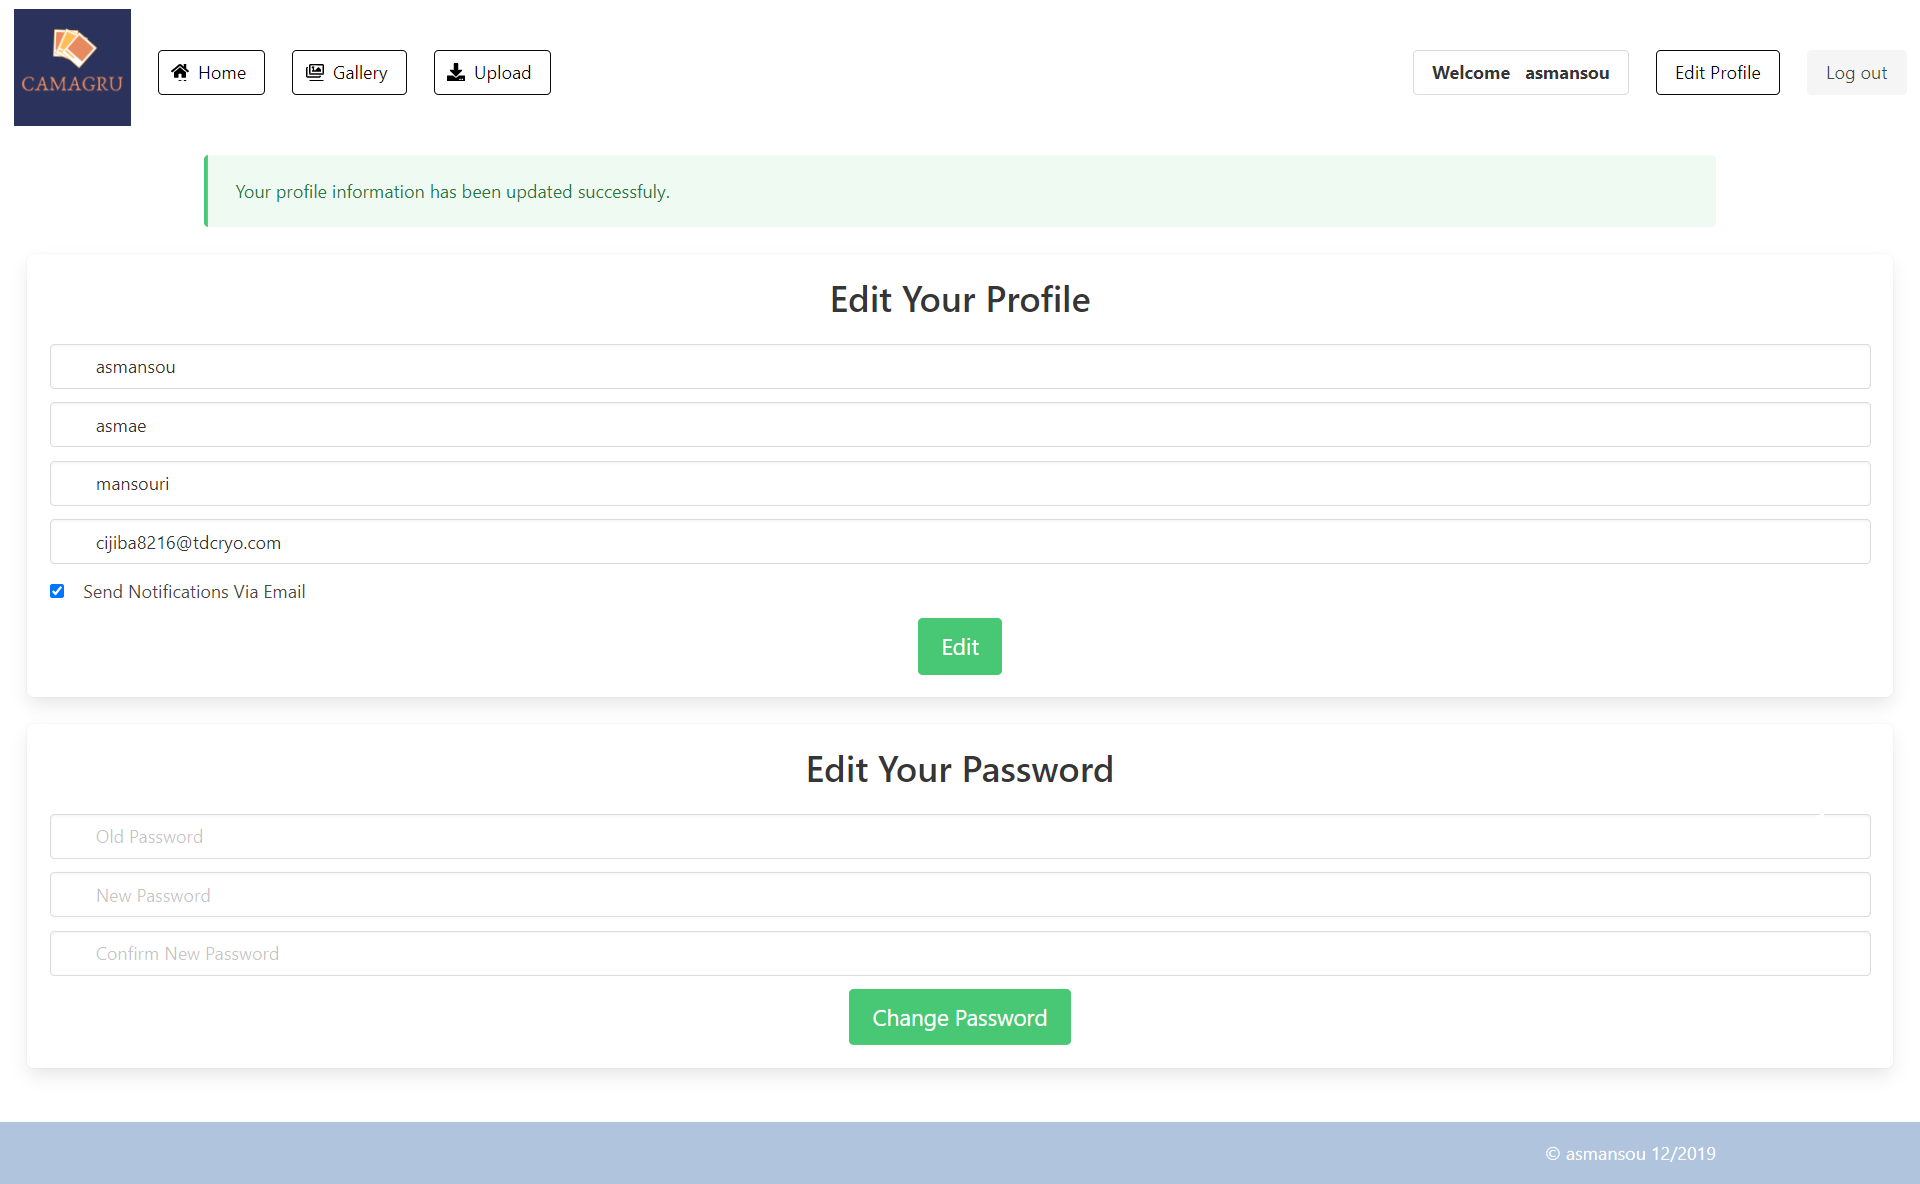 CAMAGRU
Home Gallery Upload Welcome asmansou Edit Profile Log out
Your profile information has been updated successfuly.
Edit Your Profile
asmansou
asmae
mansouri
cijiba8216@tdcryo.com
Send Notifications Via Email
Edit
Edit Your Password
Old Password
New Password
Confirm New Password
Change Password
© asmansou 12/2019